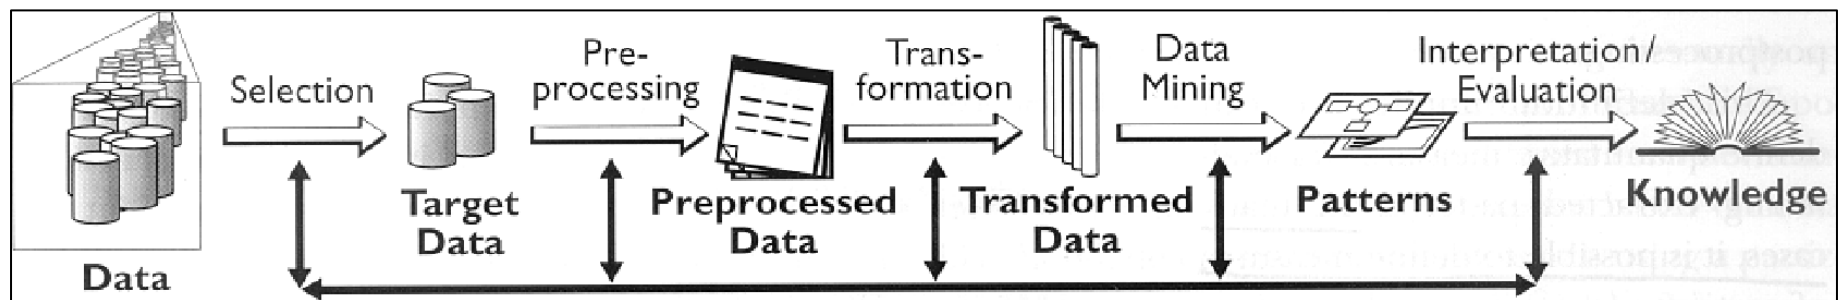 Selection
Pre-
processing
Trans-
formation
Data
Mining
Interpretation/
Evaluation
Data
Target
Data
Preprocessed
Data
Transformed
Data
Patterns
Knowledge